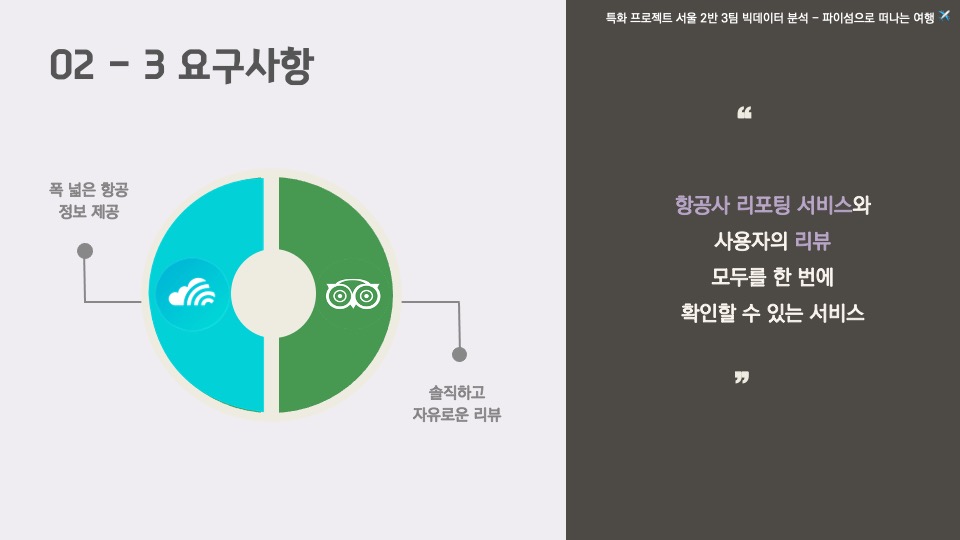 특화 프로젝트 서울 2반 3팀 빅데이터 분석 - 파이썸으로 떠나는 여행
02 - 3 요구사항
폭 넓은 항공
정보 제공
솔직하고
자유로운 리뷰
❝
항공사 리포팅 서비스와
사용자의 리뷰
모두를 한 번에
확인할 수 있는 서비스
❞